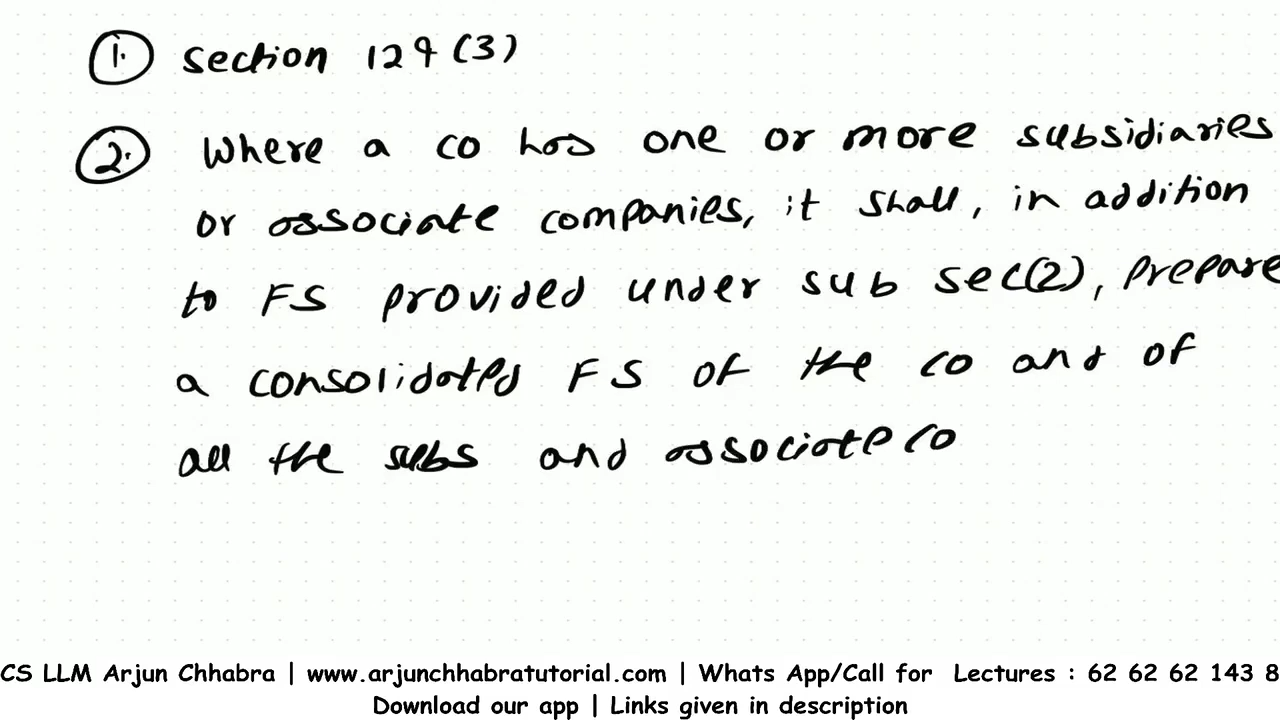 1. Section 129 (3)
2. Where a co has one or more subsidiaries
or associate companies, it shall, in addition
to FS provided under sub sec(2), prepare
a consolidated FS of the co and of
all the subs and associate co
CS LLM Arjun Chhabra | www.arjunchhabratutorial.com | Whats App/Call for Lectures : 62 62 62 143 8
Download our app | Links given in description